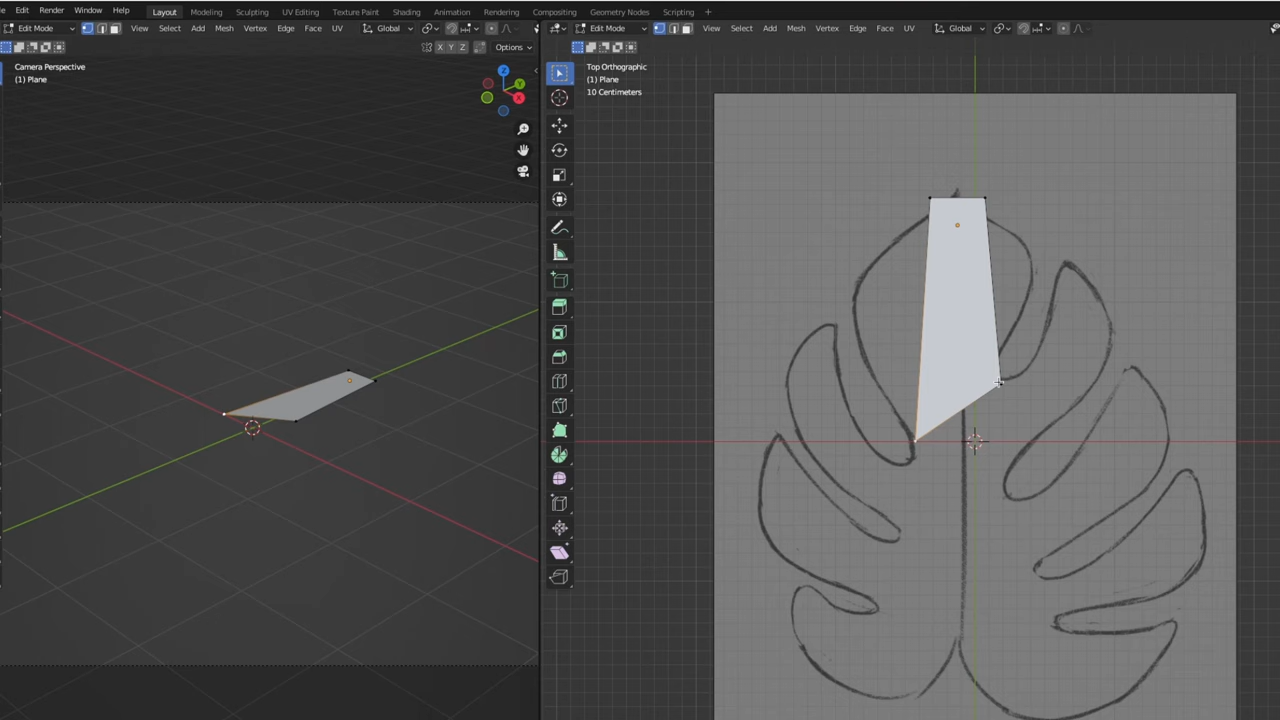 Edit Render Window Help Layout Modeling Sculpting UV Editing Texture Paint Shading Animation Rendering Compositing Geometry Nodes Scripting +
Edit Mode View Select Add Mesh Vertex Edge Face UV Global
Edit Mode View Select Add Mesh Vertex Edge Face UV Global
X Y Z Options
Camera Perspective
(1) Plane
Z
Y
X
Top Orthographic
(1) Plane
10 Centimeters